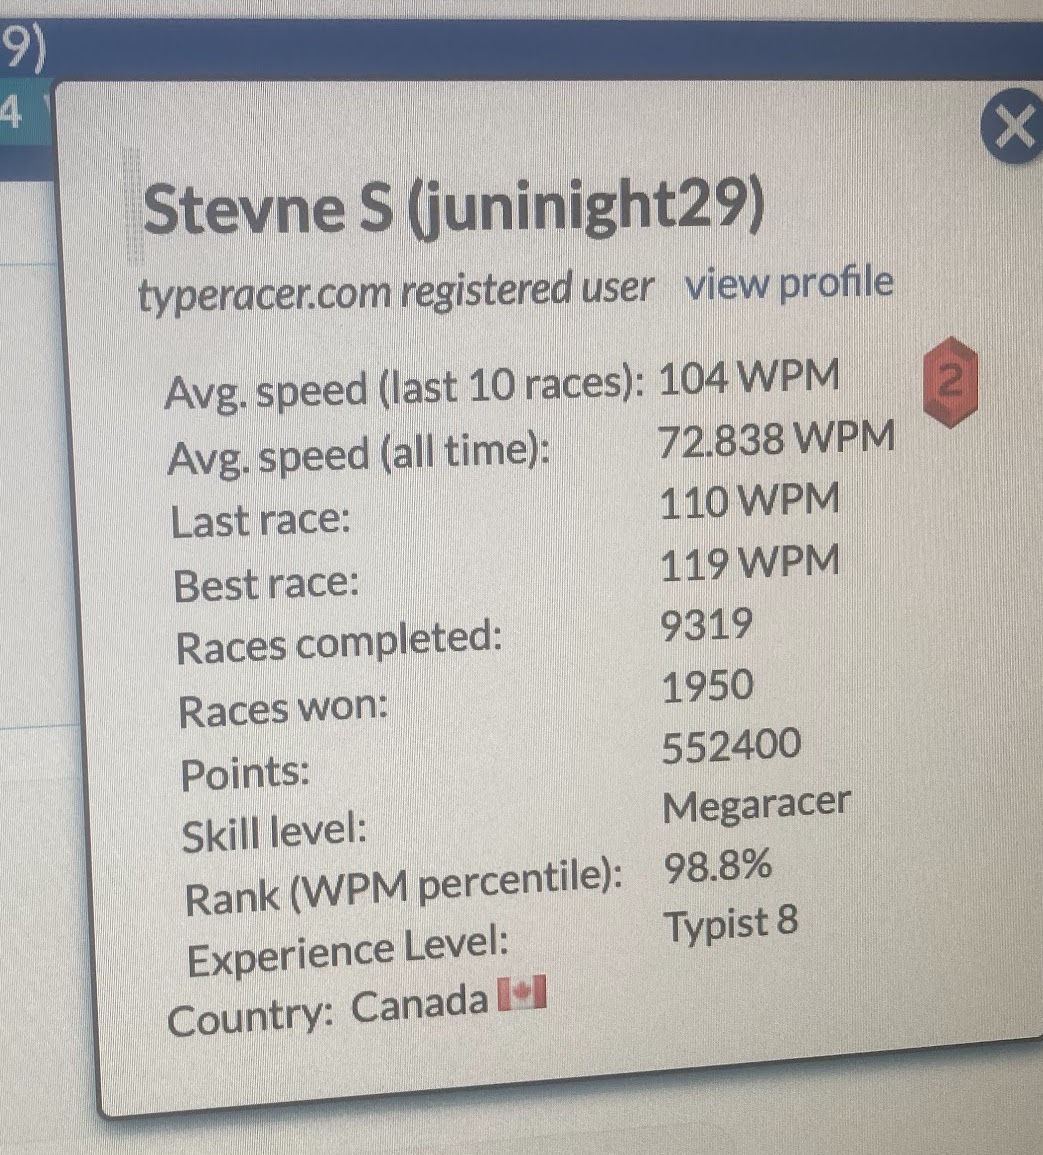 9)
4
Stevne S (juninight29)
typeracer.com registered user view profile
Avg. speed (last 10 races): 104 WPM
2
Avg. speed (all time): 72.838 WPM
Last race: 110 WPM
Best race: 119 WPM
Races completed: 9319
Races won: 1950
Points: 552400
Skill level: Megaracer
Rank (WPM percentile): 98.8%
Experience Level: Typist 8
Country: Canada